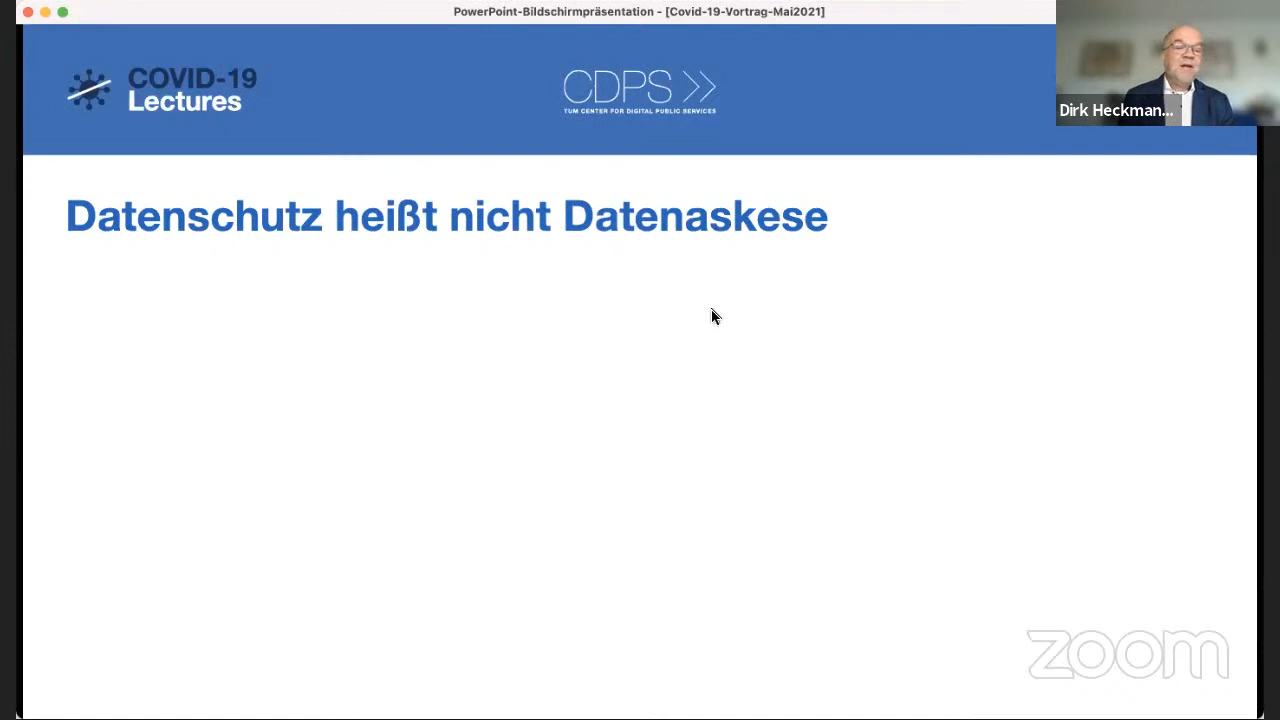 PowerPoint-Bildschirmpräsentation - [Covid-19-Vortrag-Mai2021]
COVID-19
Lectures
CDPS
TUM CENTER FOR DIGITAL PUBLIC SERVICES
Dirk Heckman...
Datenschutz heißt nicht Datenaskese
zoom